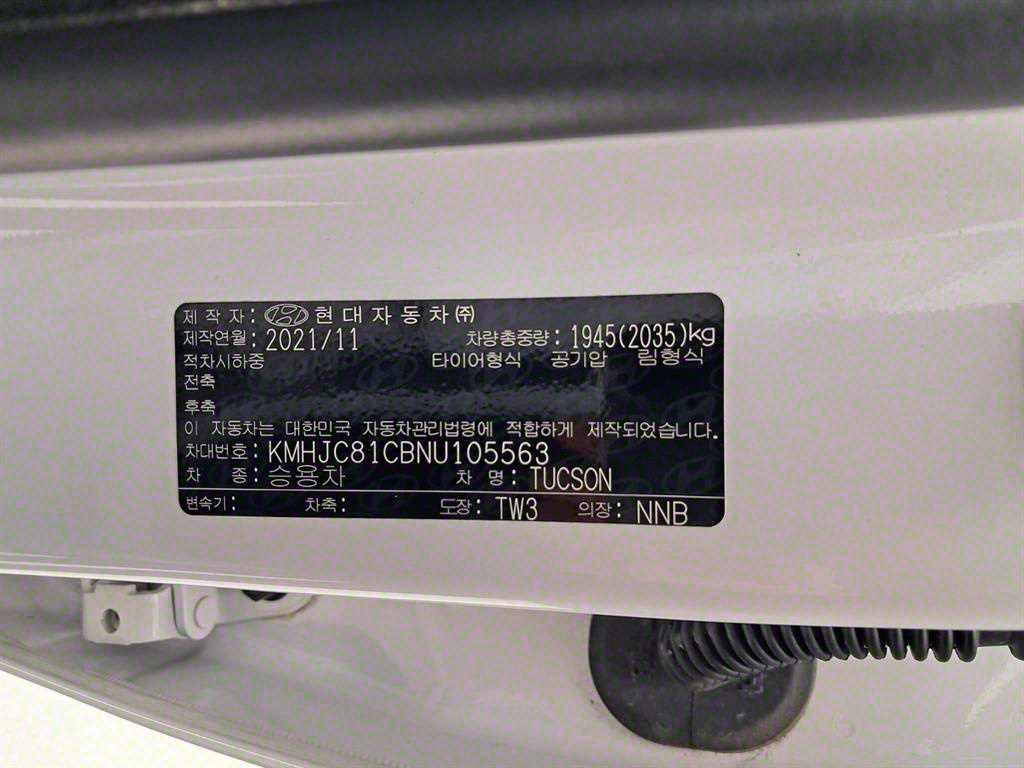 제 작 자 : 현대자동차㈜
제작연월 : 2021/11 차량총중량 : 1945(2035)kg
적차시하중 타이어형식 공기압 림형식
전축
후축
이 자동차는 대한민국 자동차관리법령에 적합하게 제작되었습니다.
차대번호 : KMHJC81CBNU105563
차 종 : 승용차 차 명 : TUCSON
변속기 : 차축 : 도장 : TW3 의장 : NNB